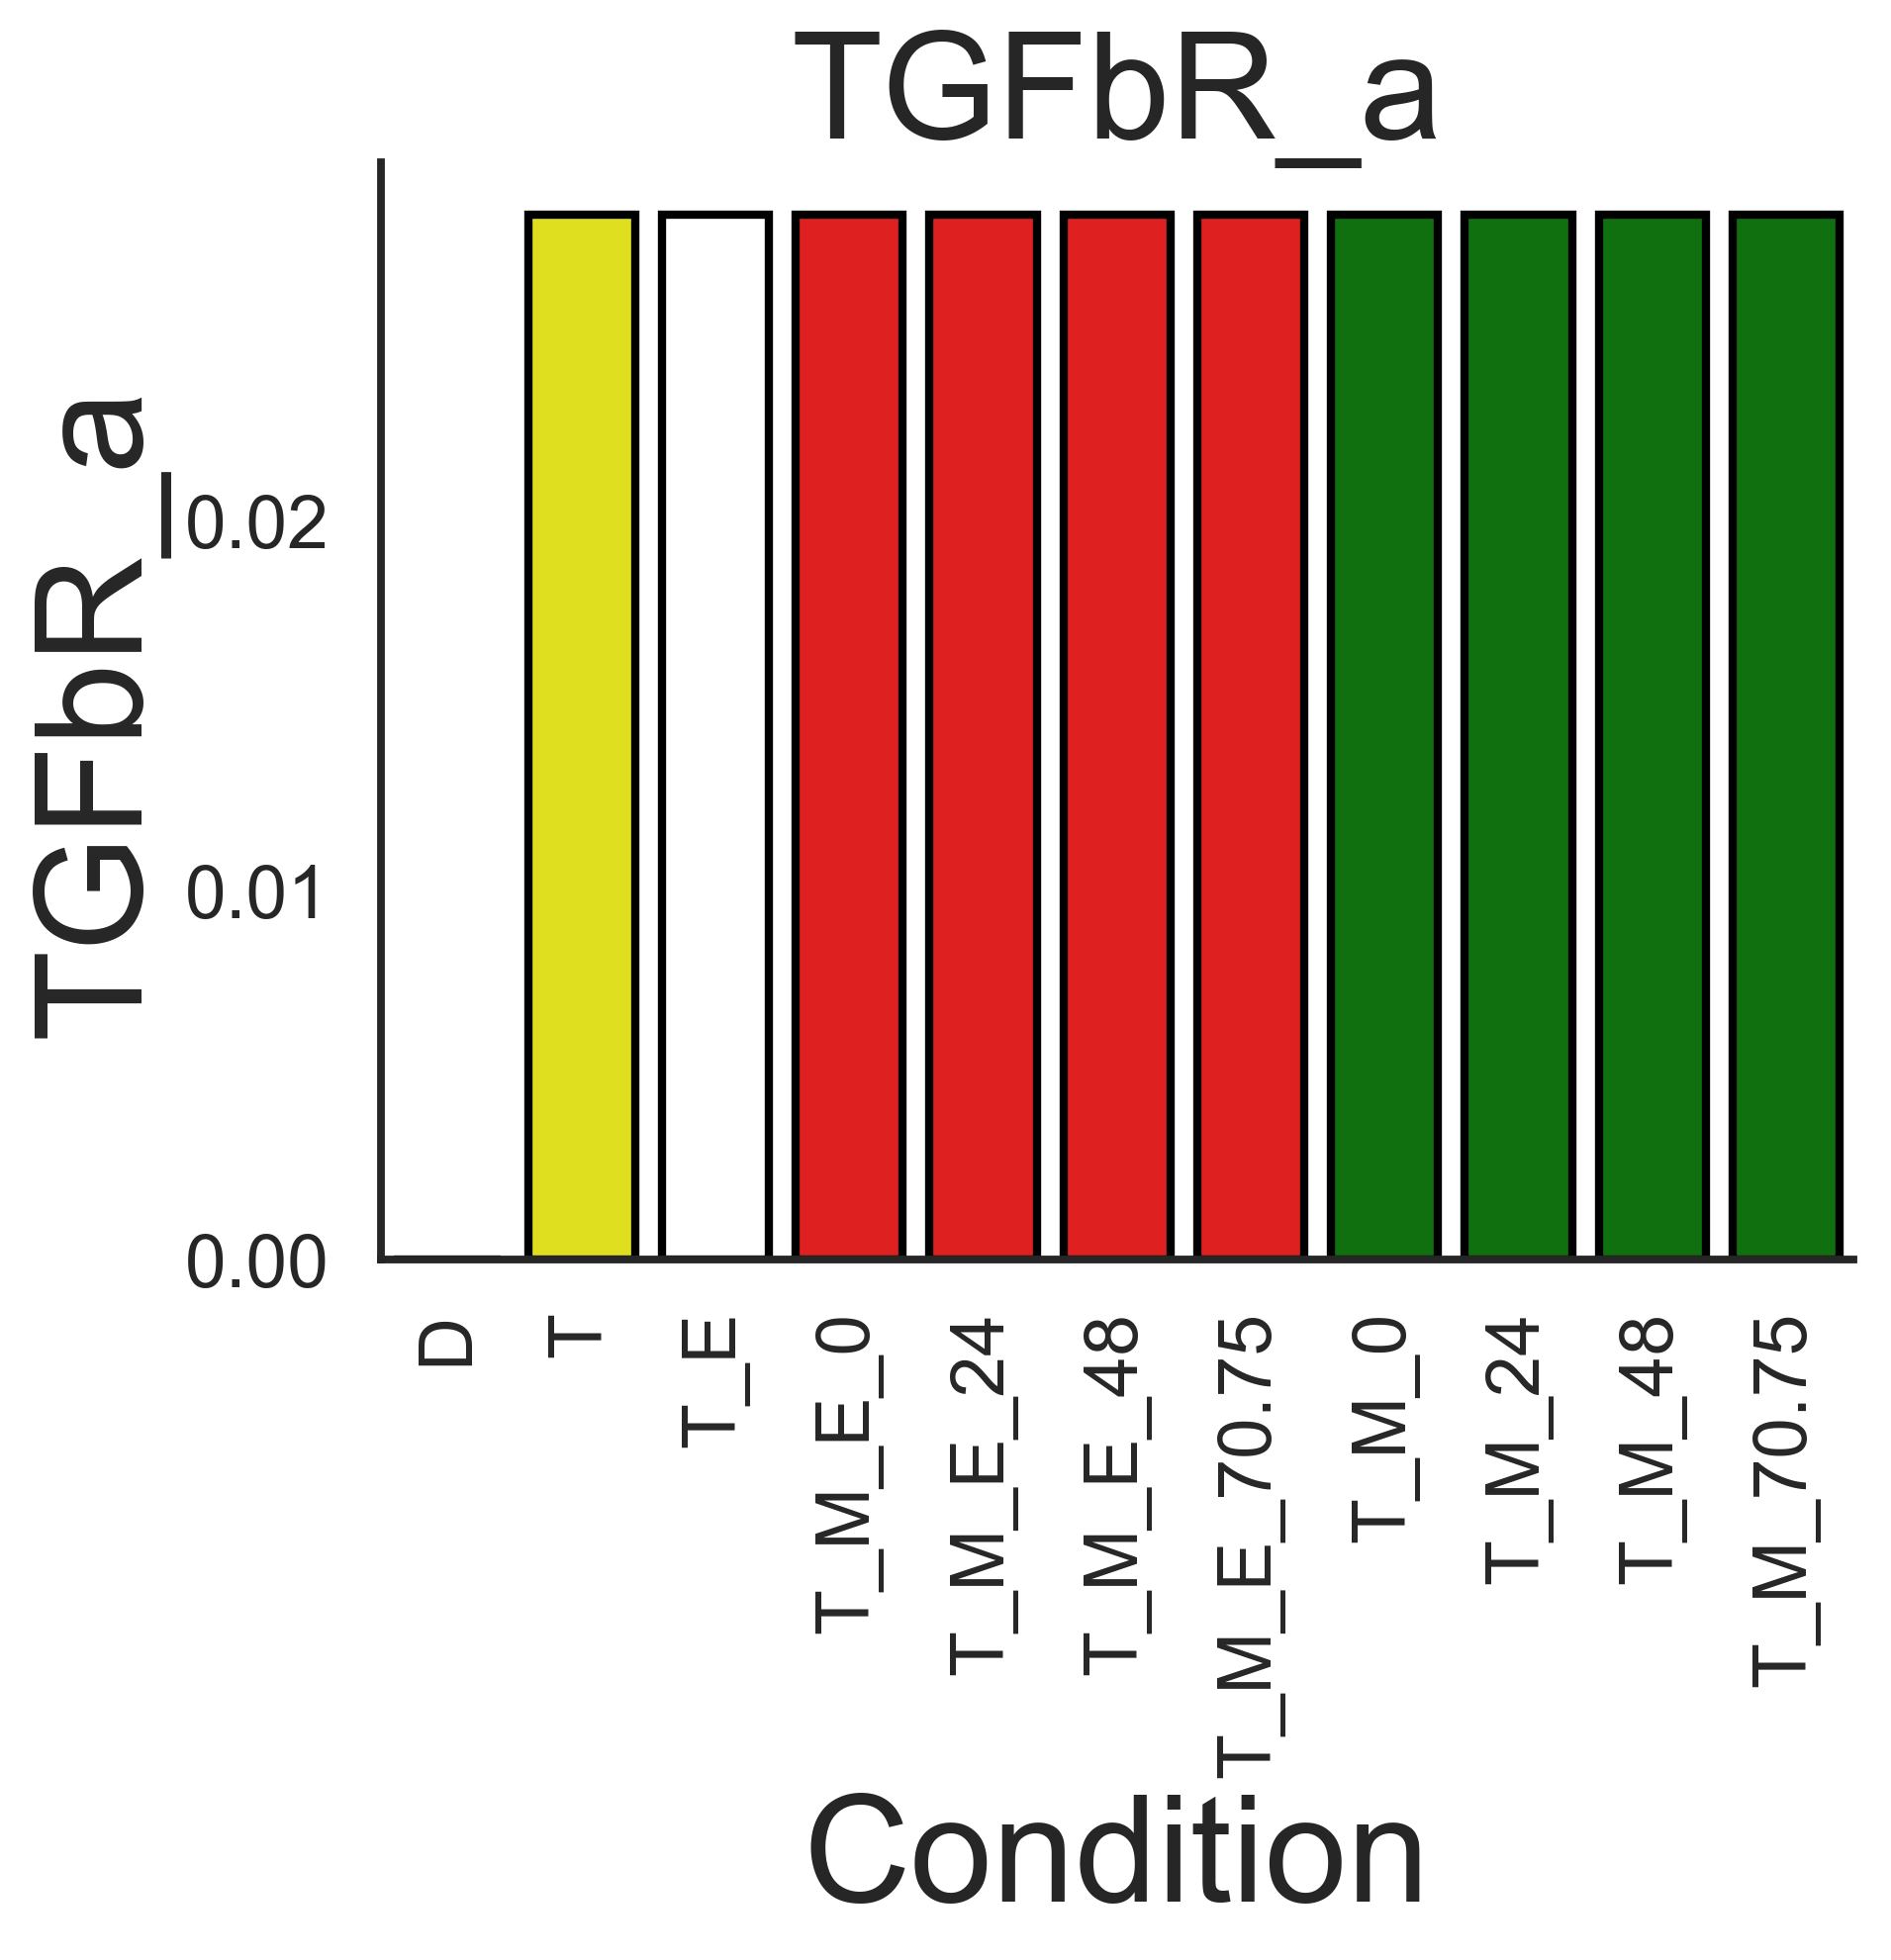 TGFbR_a
TGFbR_a
0.02
0.01
0.00
D
T
T_E
T_M_E_0
T_M_E_24
T_M_E_48
T_M_E_70.75
T_M_0
T_M_24
T_M_48
T_M_70.75
Condition